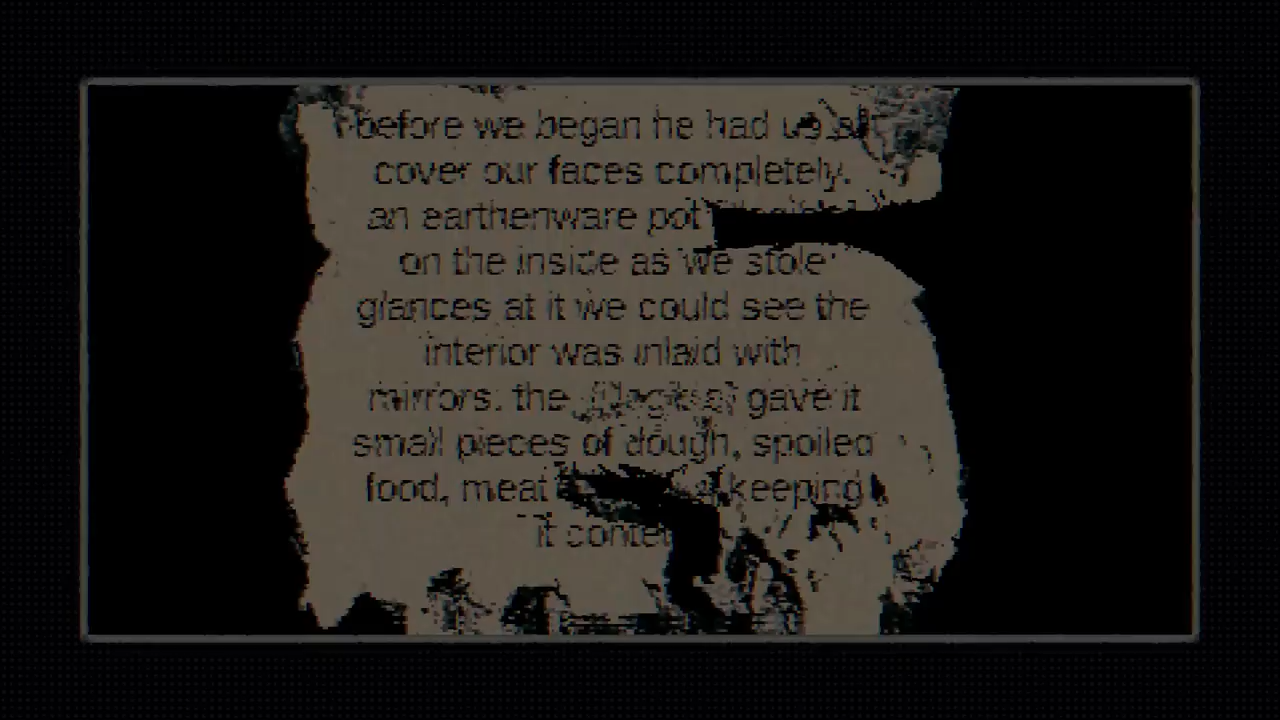 before we began he had us all
cover our faces completely.
an earthenware pot
on the inside as we stole
glances at it we could see the
interior was inlaid with
mirrors. the gave it
small pieces of dough, spoiled
food, meat keeping
it